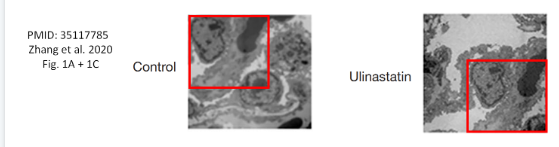 PMID: 35117785
Zhang et al. 2020
Fig. 1A + 1C
Control
Ulinastatin